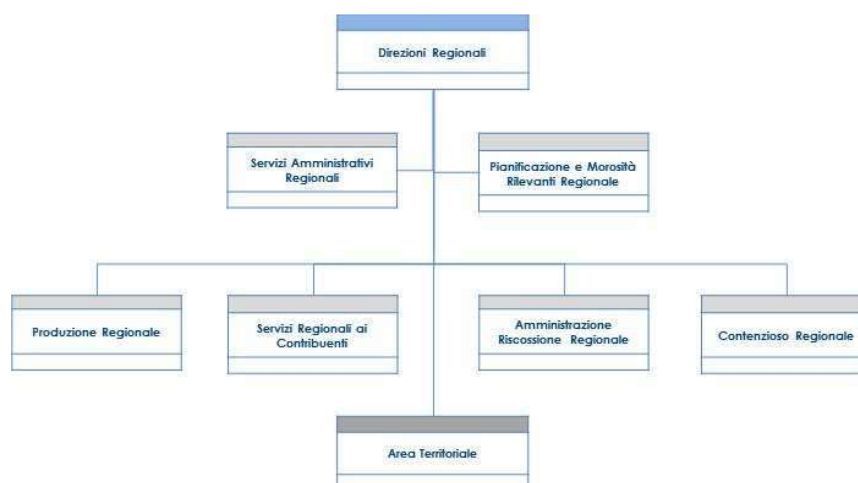 Direzioni Regionali
Servizi Amministrativi
Regionali
Pianificazione e Morosità
Rilevanti Regionale
Produzione Regionale
Servizi Regionali ai
Contribuenti
Amministrazione
Riscossione Regionale
Contenzioso Regionale
Area Territoriale